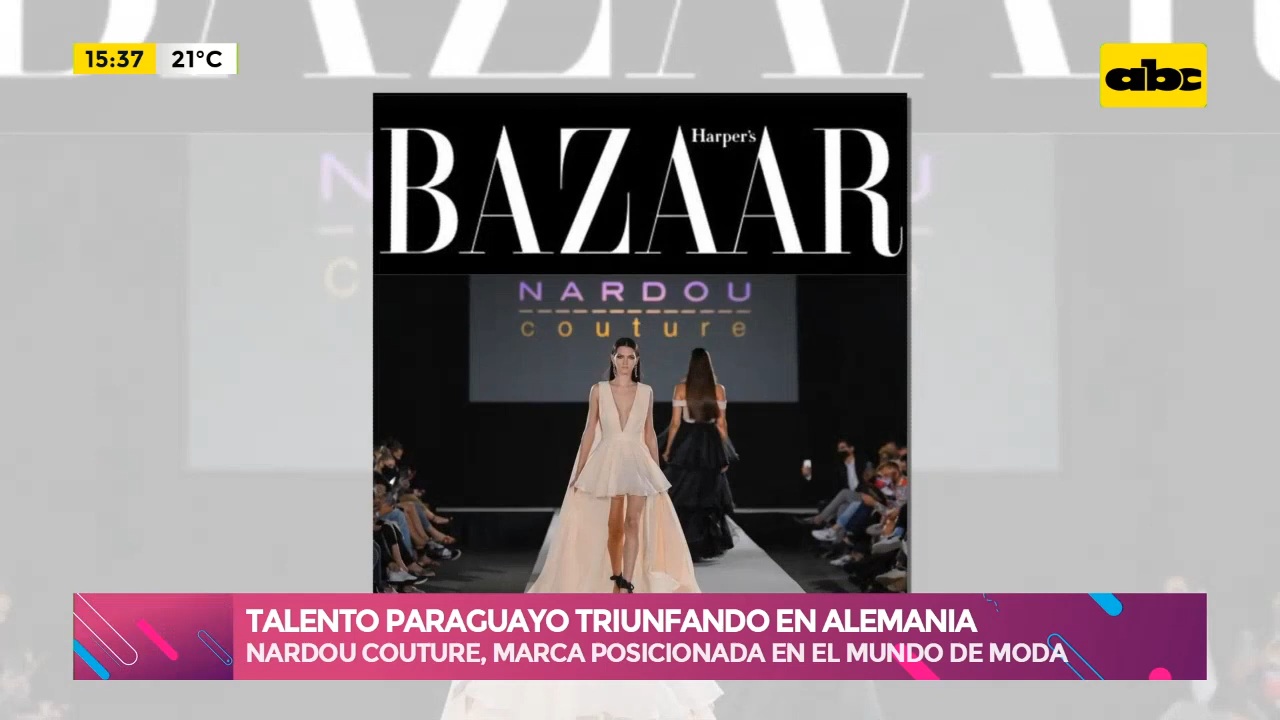 BAZAAR
15:37 21°C
abc
Harper's
BAZAAR
NARDOU
couture
TALENTO PARAGUAYO TRIUNFANDO EN ALEMANIA
NARDOU COUTURE, MARCA POSICIONADA EN EL MUNDO DE MODA